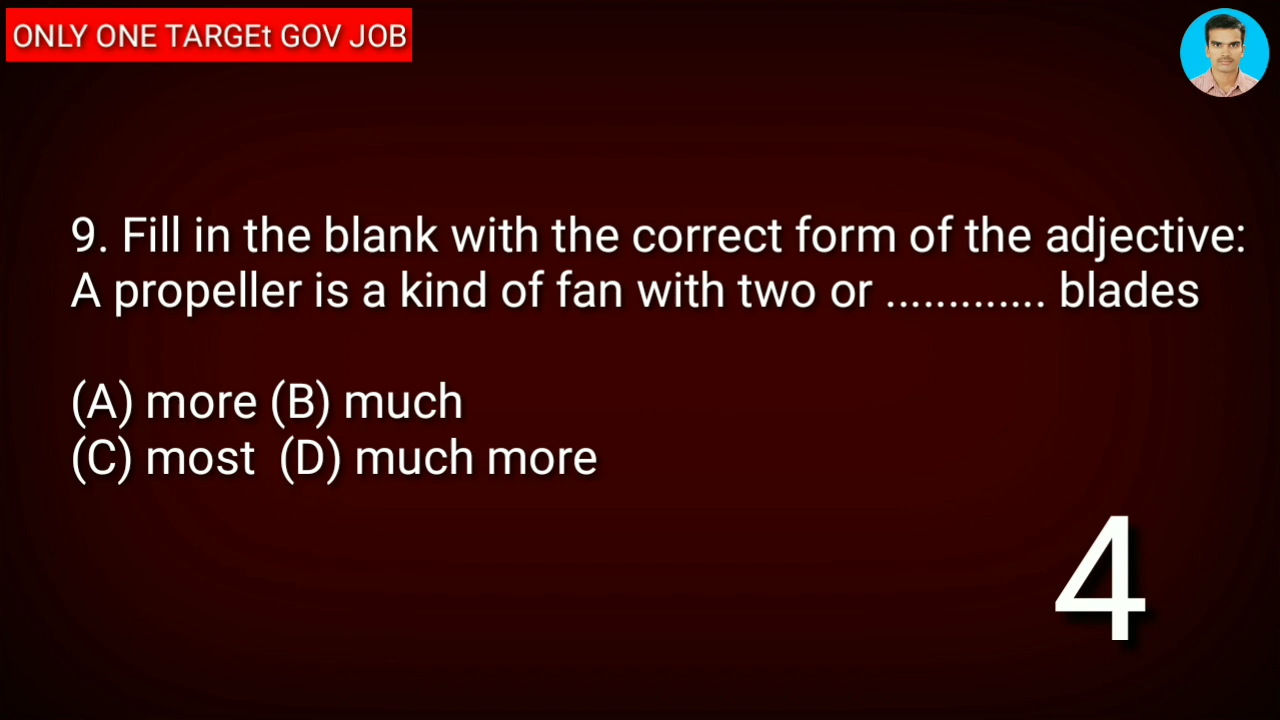 ONLY ONE TARGEt GOV JOB
9. Fill in the blank with the correct form of the adjective:
A propeller is a kind of fan with two or ............. blades
(A) more (B) much
(C) most (D) much more
4